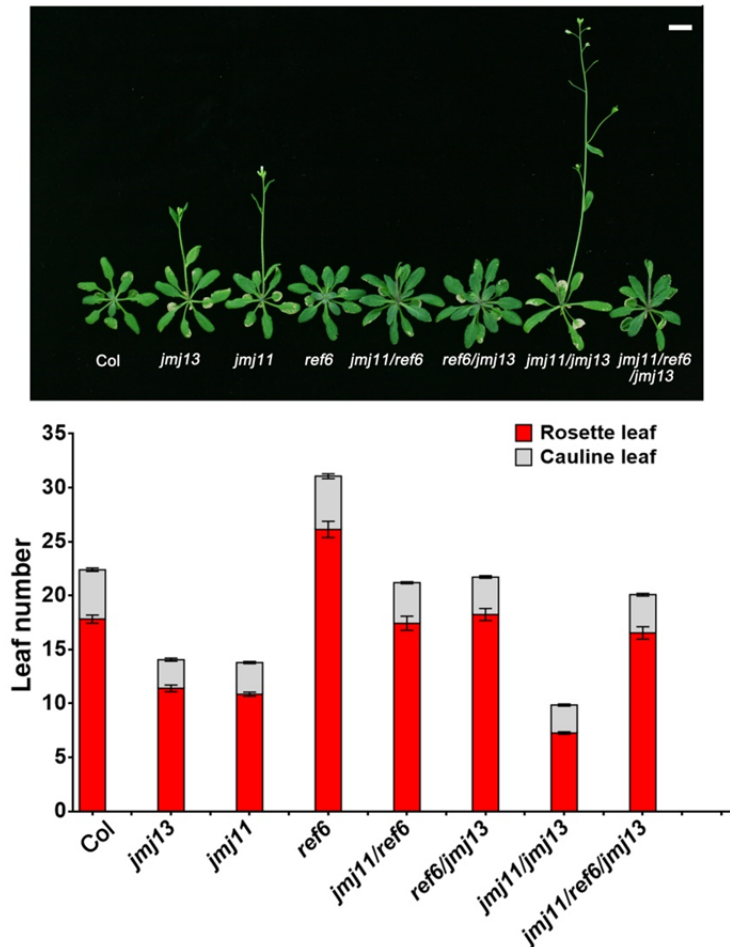 Col jmj13 jmj11 ref6 jmj11/ref6 ref6/jmj13 jmj11/jmj13 jmj11/ref6
/jmj13
35
30
25
20
15
10
5
0
Leaf number
Rosette leaf
Cauline leaf
Col
jmj13
jmj11
ref6
jmj11/ref6
ref6/jmj13
jmj11/jmj13
jmj11/ref6/jmj13